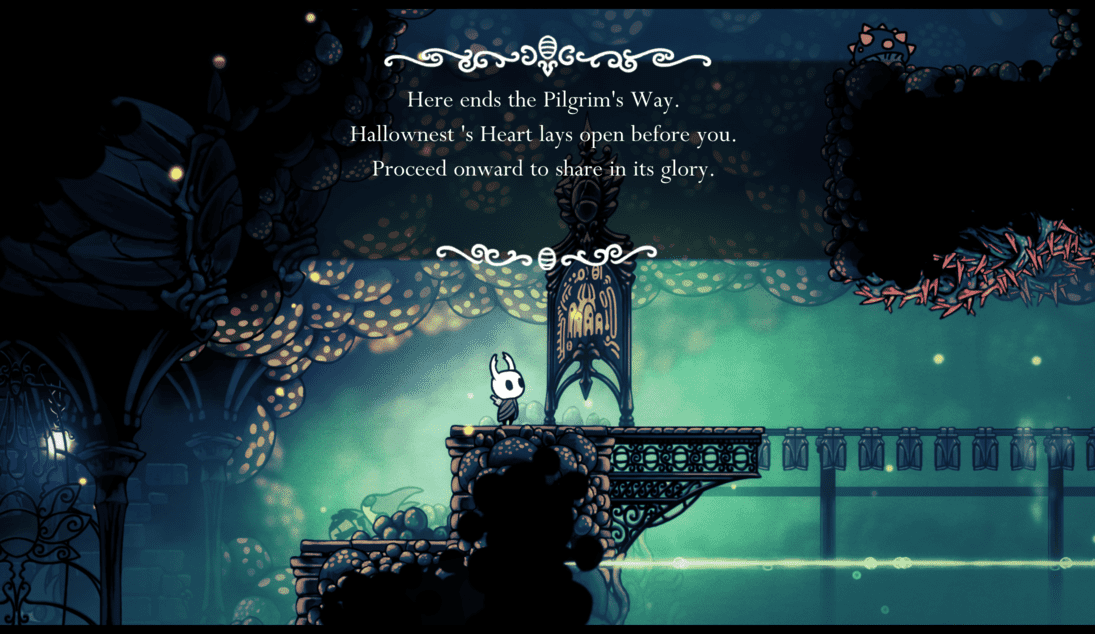 Here ends the Pilgrim's Way.
Hallownest 's Heart lays open before you.
Proceed onward to share in its glory.